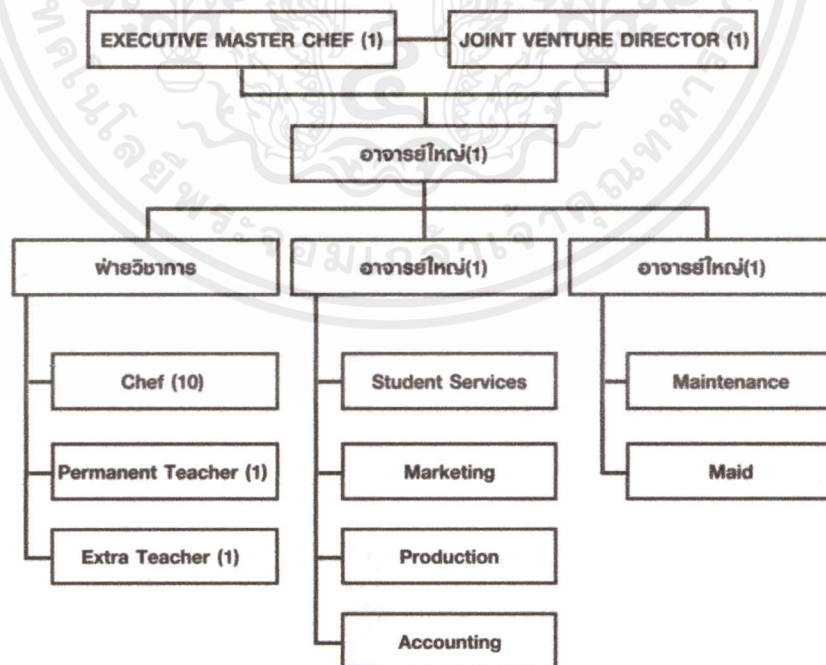 EXECUTIVE MASTER CHEF (1)
JOINT VENTURE DIRECTOR (1)
อาจารย์ใหญ่(1)
ฝ่ายวิชาการ
อาจารย์ใหญ่(1)
อาจารย์ใหญ่(1)
Chef (10)
Student Services
Maintenance
Permanent Teacher (1)
Marketing
Maid
Extra Teacher (1)
Production
Accounting